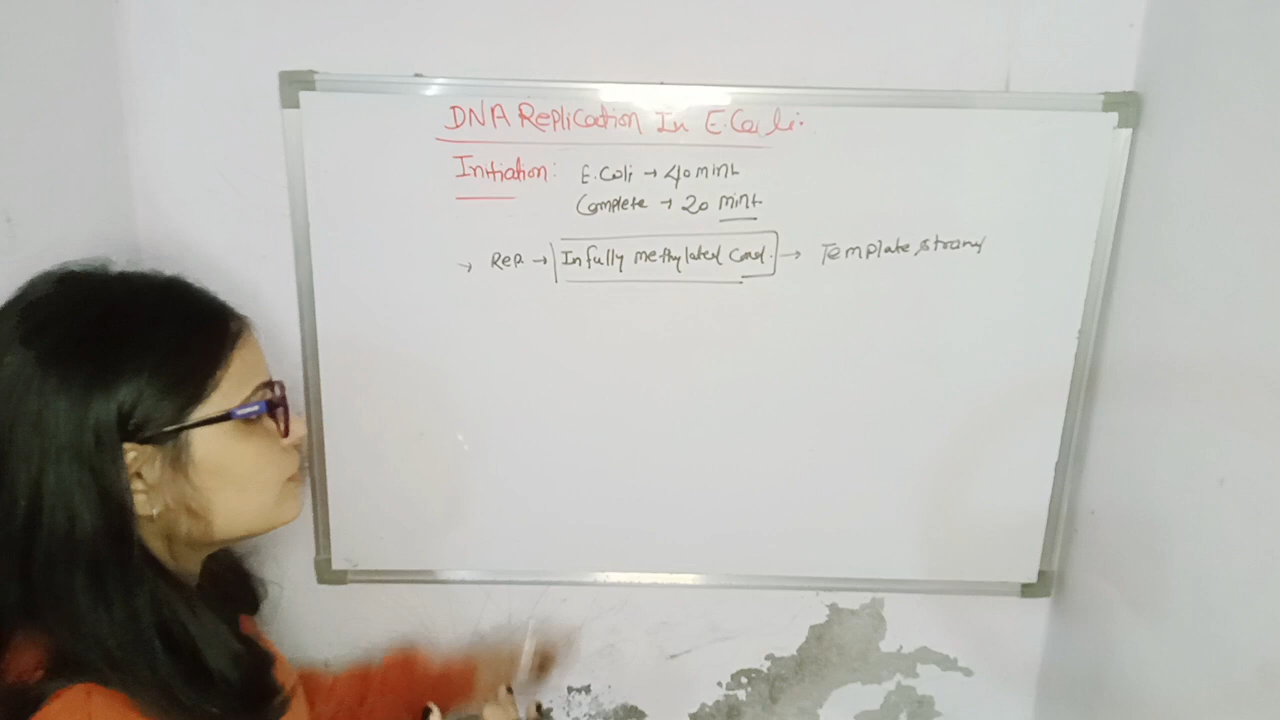 DNA Replication In E. Coli:
Initiation: E.Coli → 40 mint
Complete → 20 mint
→ Rep. → In fully methylated Cond. → Template strand